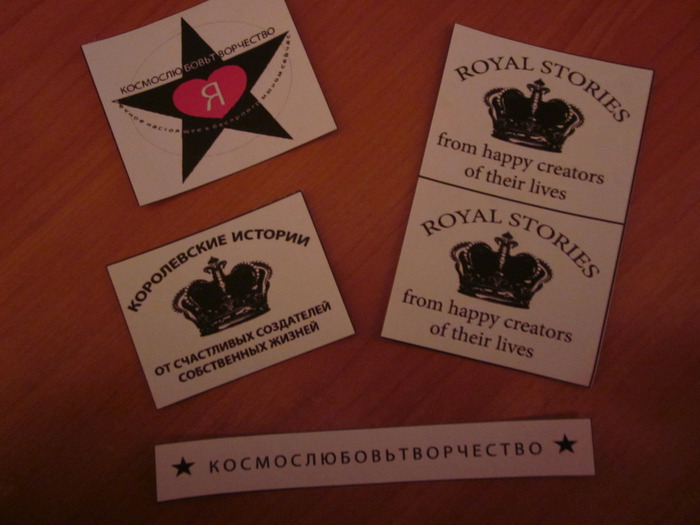 КОСМОСЛЮБОВЬТВОРЧЕСТВО
Я
ROYAL STORIES
from happy creators
of their lives
КОРОЛЕВСКИЕ ИСТОРИИ
ОТ СЧАСТЛИВЫХ СОЗДАТЕЛЕЙ
СОБСТВЕННЫХ ЖИЗНЕЙ
ROYAL STORIES
from happy creators
of their lives
★ КОСМОСЛЮБОВЬТВОРЧЕСТВО ★